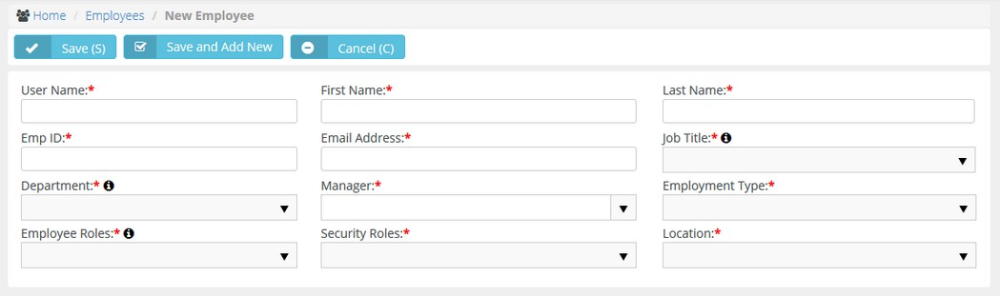 Home / Employees / New Employee
Save (S) Save and Add New Cancel (C)
User Name:* First Name:* Last Name:*
Emp ID:* Email Address:* Job Title:*
Department:* Manager:* Employment Type:*
Employee Roles:* Security Roles:* Location:*